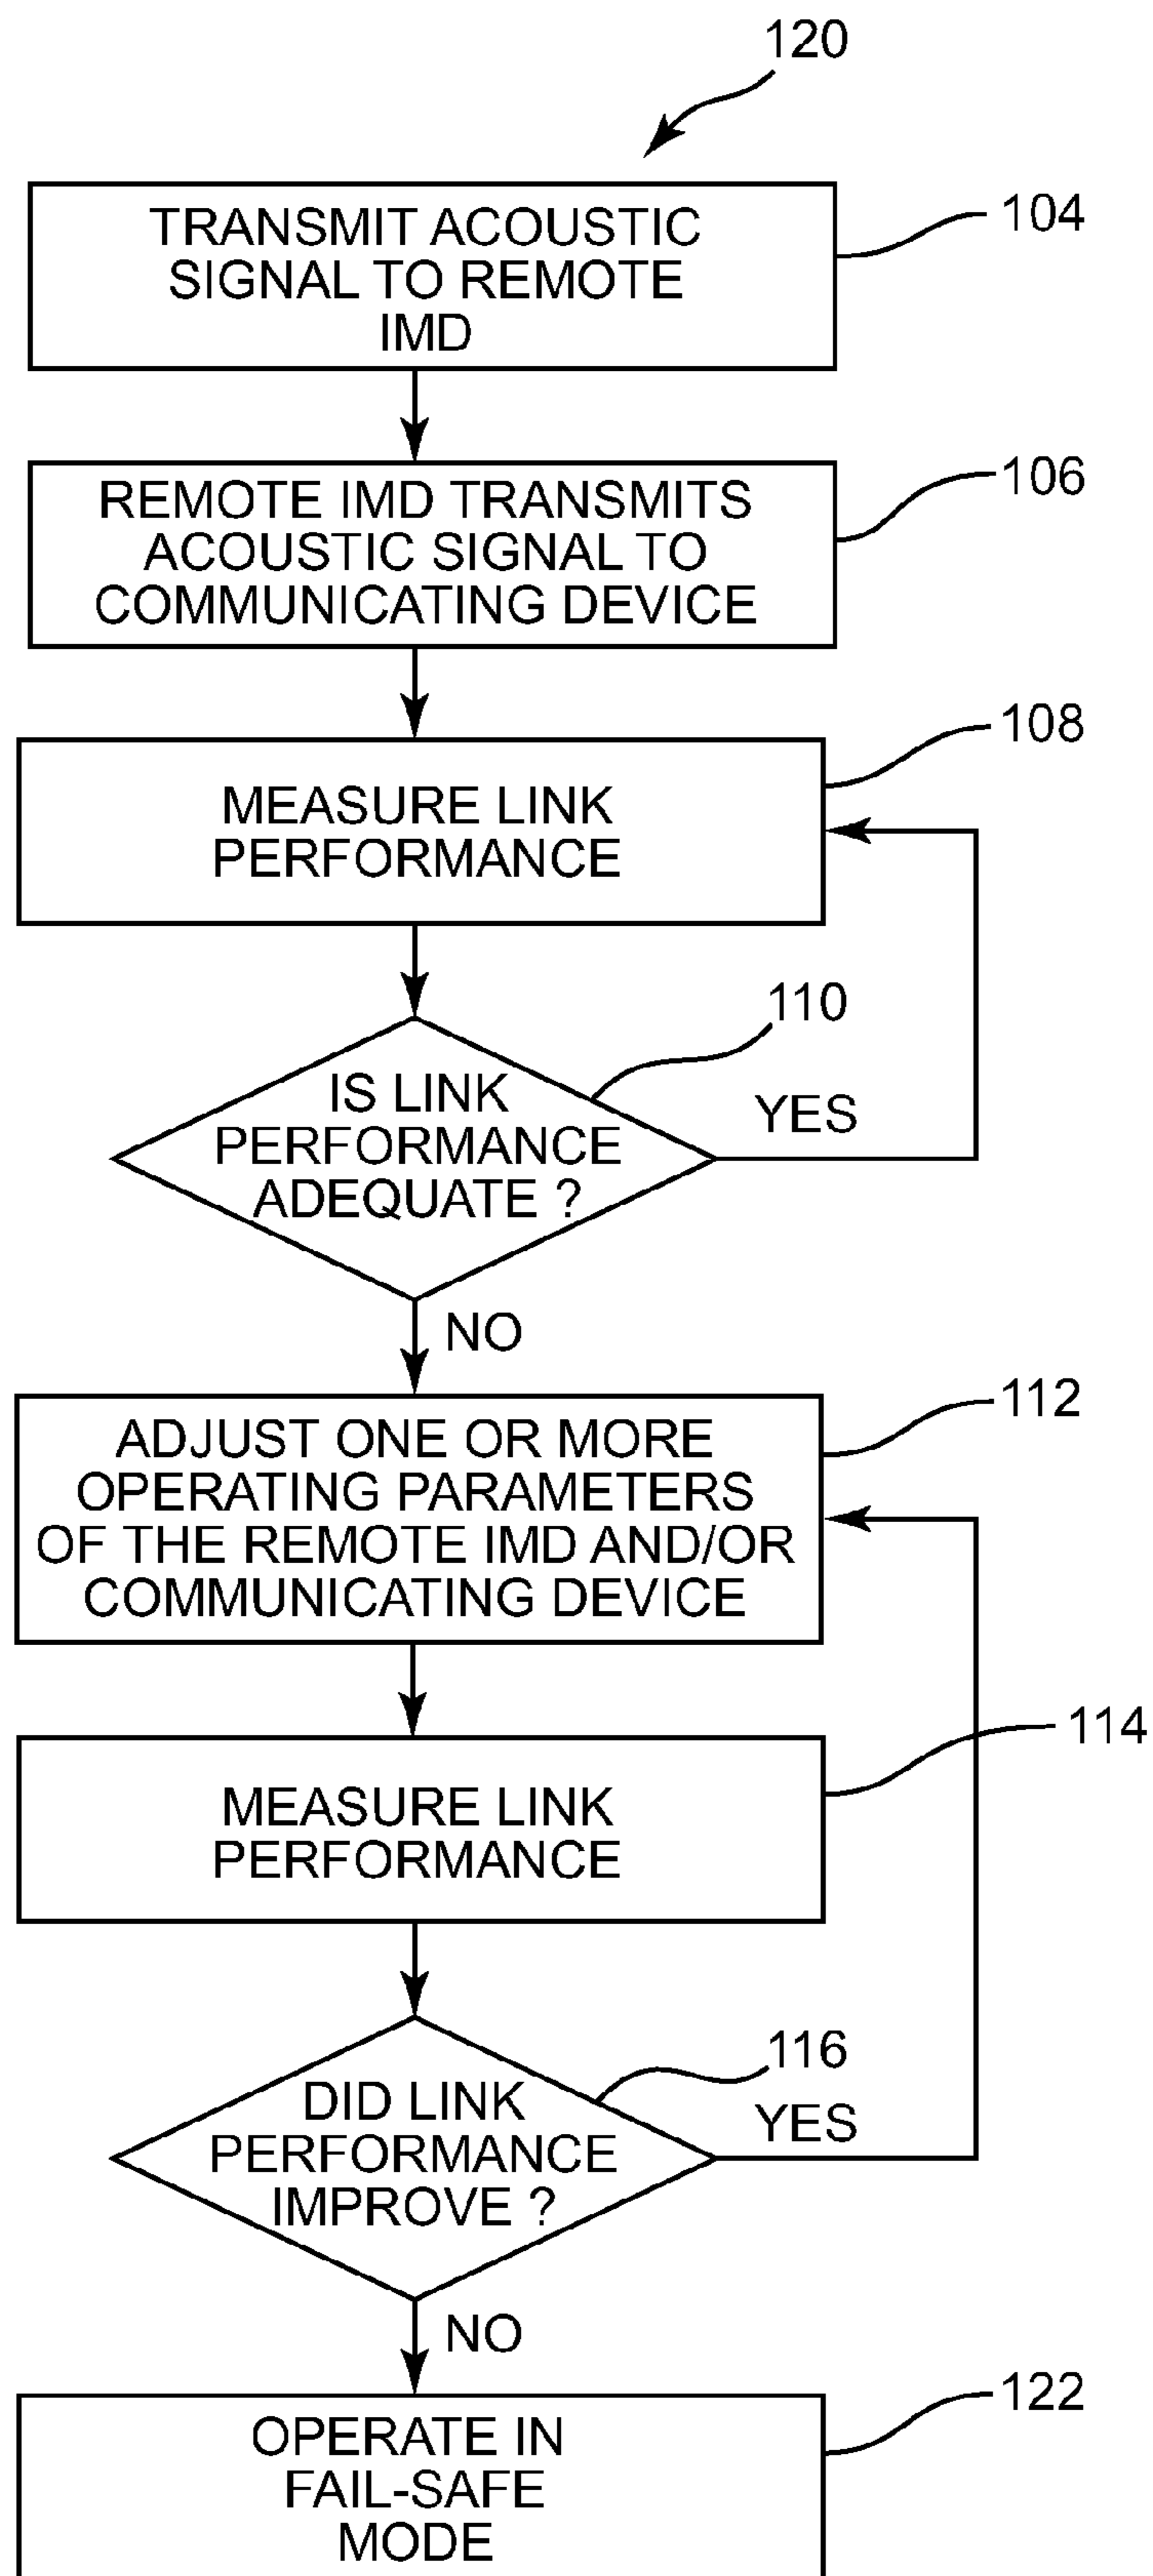 120
TRANSMIT ACOUSTIC
SIGNAL TO REMOTE
IMD
104
REMOTE IMD TRANSMITS
ACOUSTIC SIGNAL TO
COMMUNICATING DEVICE
106
MEASURE LINK
PERFORMANCE
108
IS LINK
PERFORMANCE
ADEQUATE ?
110
YES
NO
ADJUST ONE OR MORE
OPERATING PARAMETERS
OF THE REMOTE IMD AND/OR
COMMUNICATING DEVICE
112
MEASURE LINK
PERFORMANCE
114
DID LINK
PERFORMANCE
IMPROVE ?
116
YES
NO
OPERATE IN
FAIL-SAFE
MODE
122